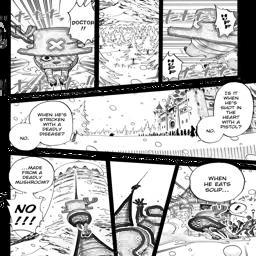 DOCTOR
!!
WHEN HE'S
STRICKEN
WITH A
DEADLY
DISEASE?
NO.
IS IT
WHEN HE'S
SHOT IN
THE HEART
WITH A
PISTOL?
NO.
...MADE
FROM A
DEADLY
MUSHROOM?
NO
!!!
WHEN
HE EATS
SOUP...